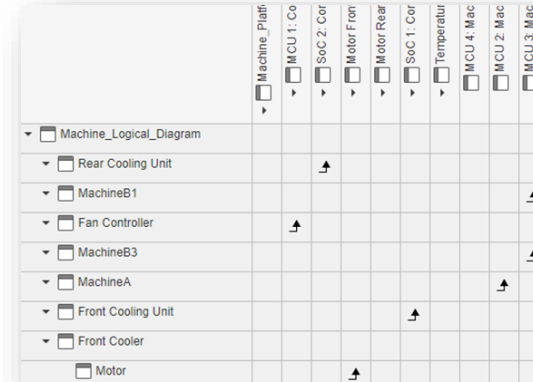 Machine_Platf
MCU 1: Co
SoC 2: Cor
Motor Fron
Motor Rear
SoC 1: Cor
Temperatu
MCU 4: Mac
MCU 2: Mac
MCU 3: Mac
Machine_Logical_Diagram
Rear Cooling Unit
MachineB1
Fan Controller
MachineB3
MachineA
Front Cooling Unit
Front Cooler
Motor